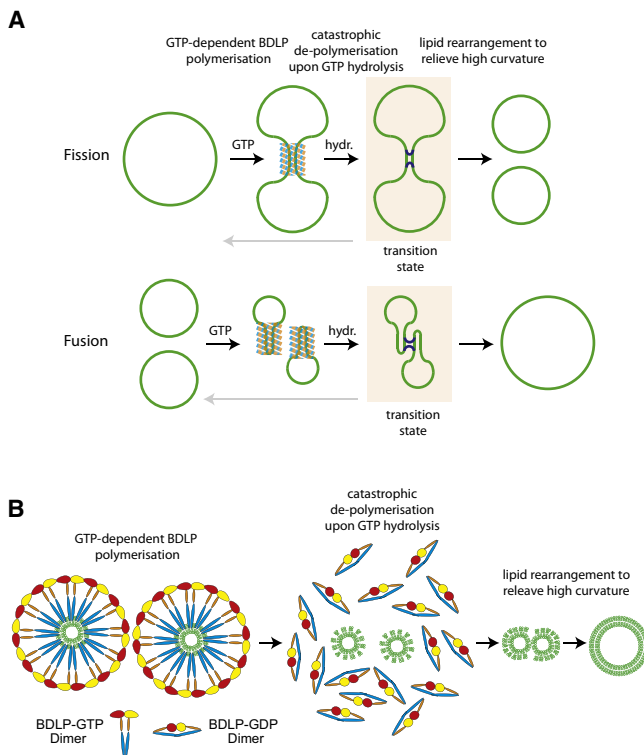 A
GTP-dependent BDLP
polymerisation
catastrophic
de-polymerisation
upon GTP hydrolysis
lipid rearrangement to
relieve high curvature
Fission
GTP
hydr.
transition
state
Fusion
GTP
hydr.
transition
state
B
GTP-dependent BDLP
polymerisation
catastrophic
de-polymerisation
upon GTP hydrolysis
lipid rearrangement to
releave high curvature
BDLP-GTP
Dimer
BDLP-GDP
Dimer